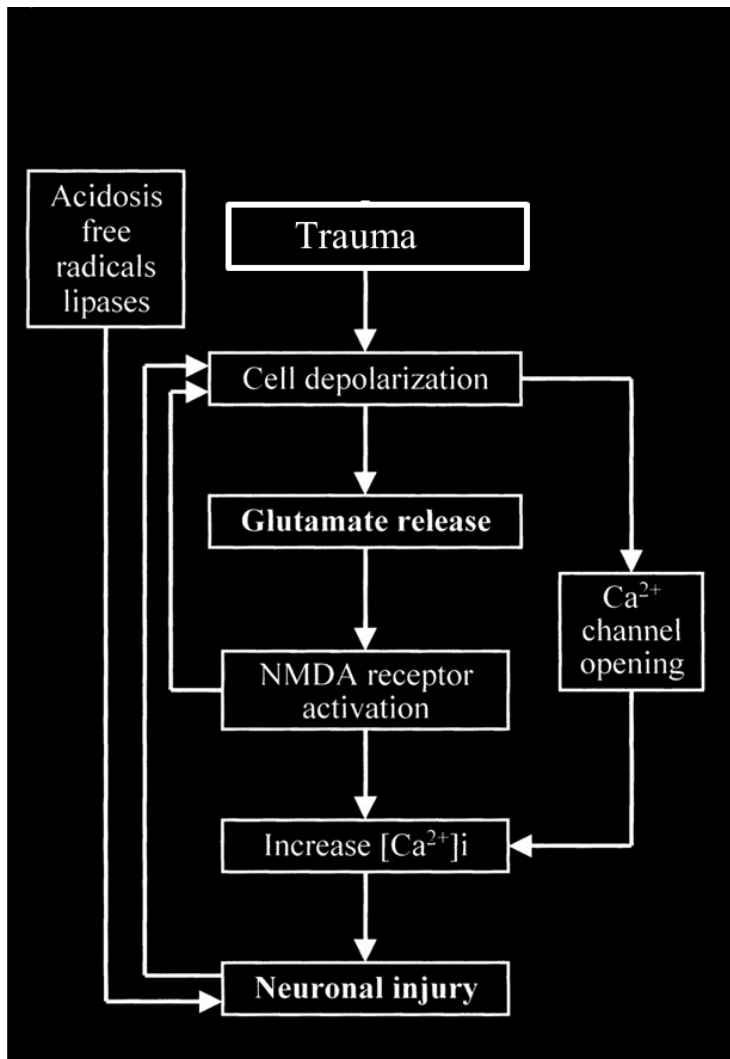 Acidosis
free
radicals
lipases
Trauma
Cell depolarization
Glutamate release
Ca²⁺
channel
opening
NMDA receptor
activation
Increase [Ca²⁺]i
Neuronal injury